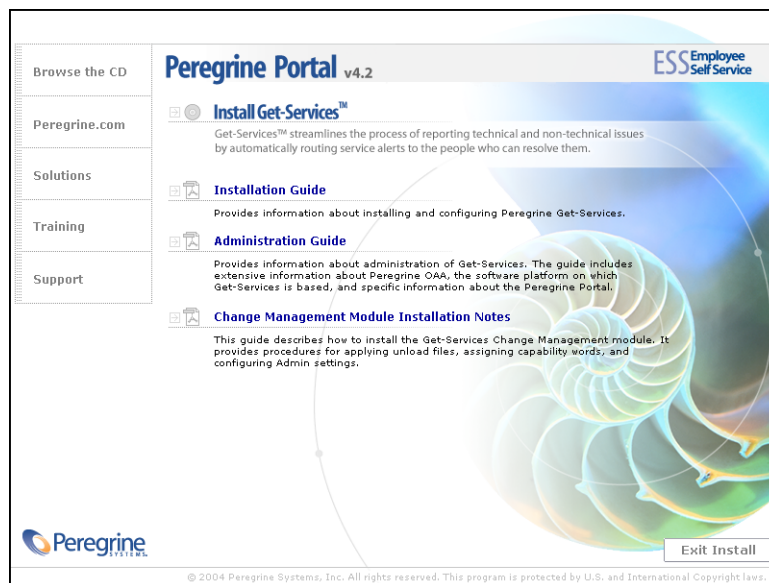 Browse the CD
Peregrine.com
Solutions
Training
Support
Peregrine Portal v4.2
ESS Employee
Self Service
Install Get-Services™
Get-Services™ streamlines the process of reporting technical and non-technical issues
by automatically routing service alerts to the people who can resolve them.
Installation Guide
Provides information about installing and configuring Peregrine Get-Services.
Administration Guide
Provides information about administration of Get-Services. The guide includes
extensive information about Peregrine OAA, the software platform on which
Get-Services is based, and specific information about the Peregrine Portal.
Change Management Module Installation Notes
This guide describes how to install the Get-Services Change Management module. It
provides procedures for applying unload files, assigning capability words, and
configuring Admin settings.
Peregrine
SYSTEMS
Exit Install
© 2004 Peregrine Systems, Inc. All rights reserved. This program is protected by U.S. and International Copyright laws.